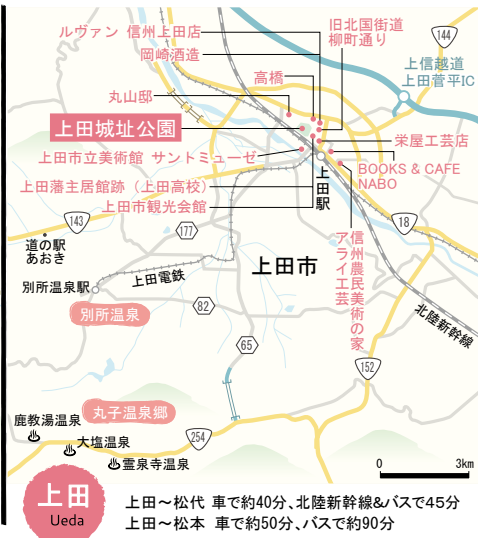 ルヴァン 信州上田店
旧北国街道
柳町通り
144
岡崎酒造
上信越道
上田菅平IC
高橋
丸山邸
上田城址公園
栄屋工芸店
上田市立美術館 サントミューゼ
BOOKS & CAFE
NABO
上田藩主居館跡（上田高校）
上田駅
上田市観光会館
143
18
177
信州農民美術の家
アライ工芸
道の駅
あおき
上田市
上田電鉄
別所温泉駅
82
別所温泉
北陸新幹線
65
152
丸子温泉郷
鹿教湯温泉
大塩温泉
254
霊泉寺温泉
0 3km
上田
Ueda
上田～松代 車で約40分、北陸新幹線&バスで45分
上田～松本 車で約50分、バスで約90分